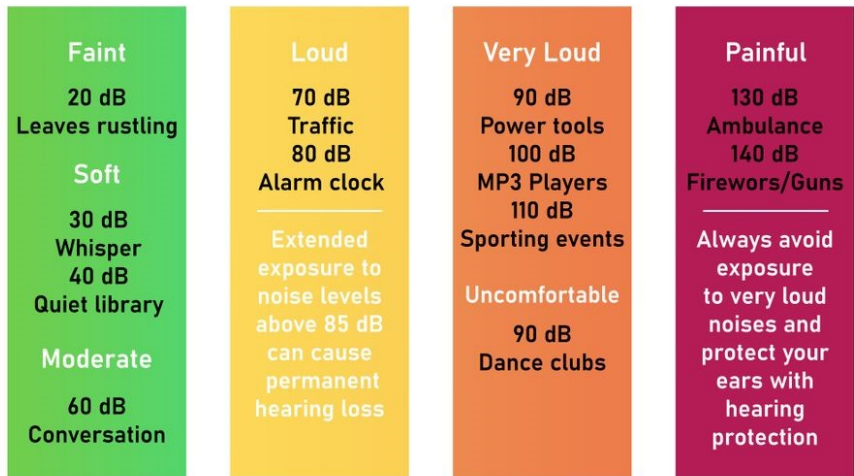 Faint
20 dB
Leaves rustling
Soft
30 dB
Whisper
40 dB
Quiet library
Moderate
60 dB
Conversation
Loud
70 dB
Traffic
80 dB
Alarm clock
Extended
exposure to
noise levels
above 85 dB
can cause
permanent
hearing loss
Very Loud
90 dB
Power tools
100 dB
MP3 Players
110 dB
Sporting events
Uncomfortable
90 dB
Dance clubs
Painful
130 dB
Ambulance
140 dB
Firewors/Guns
Always avoid
exposure
to very loud
noises and
protect your
ears with
hearing
protection